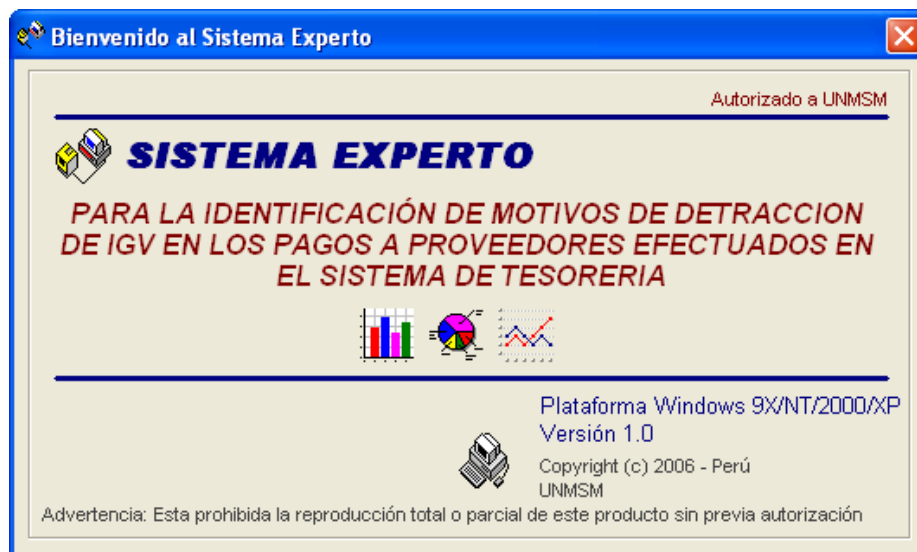 Bienvenido al Sistema Experto
Autorizado a UNMSM
SISTEMA EXPERTO
PARA LA IDENTIFICACIÓN DE MOTIVOS DE DETRACCION
DE IGV EN LOS PAGOS A PROVEEDORES EFECTUADOS EN
EL SISTEMA DE TESORERIA
Plataforma Windows 9X/NT/2000/XP
Versión 1.0
Copyright (c) 2006 - Perú
UNMSM
Advertencia: Esta prohibida la reproducción total o parcial de este producto sin previa autorización